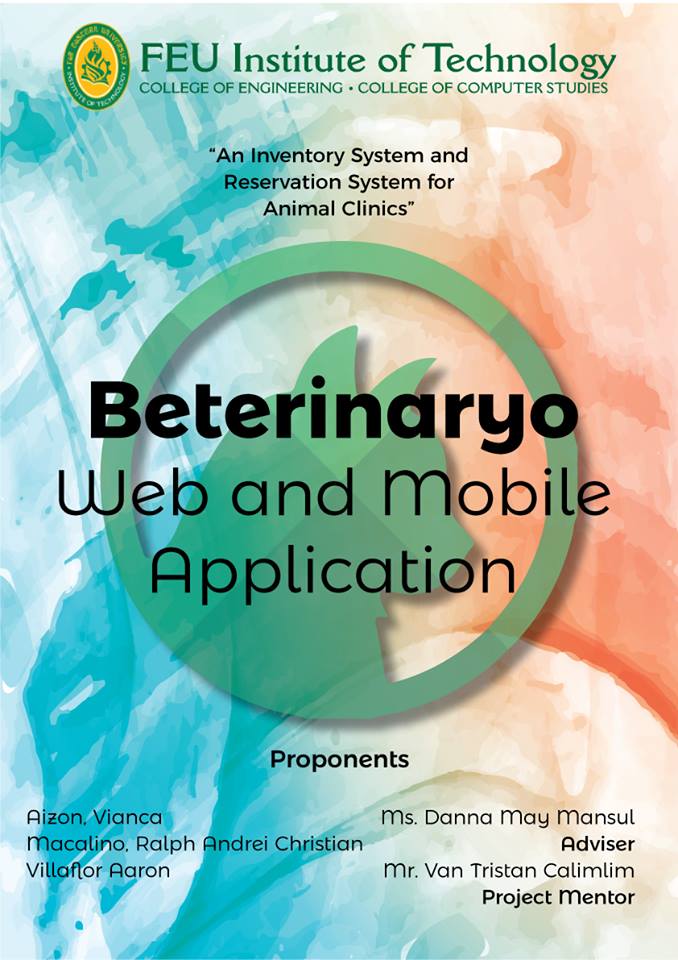 FEU Institute of Technology
COLLEGE OF ENGINEERING • COLLEGE OF COMPUTER STUDIES
“An Inventory System and
Reservation System for
Animal Clinics”
Beterinaryo
Web and Mobile
Application
Proponents
Aizon, Vianca
Macalino, Ralph Andrei Christian
Villaflor Aaron
Ms. Danna May Mansul
Adviser
Mr. Van Tristan Calimlim
Project Mentor